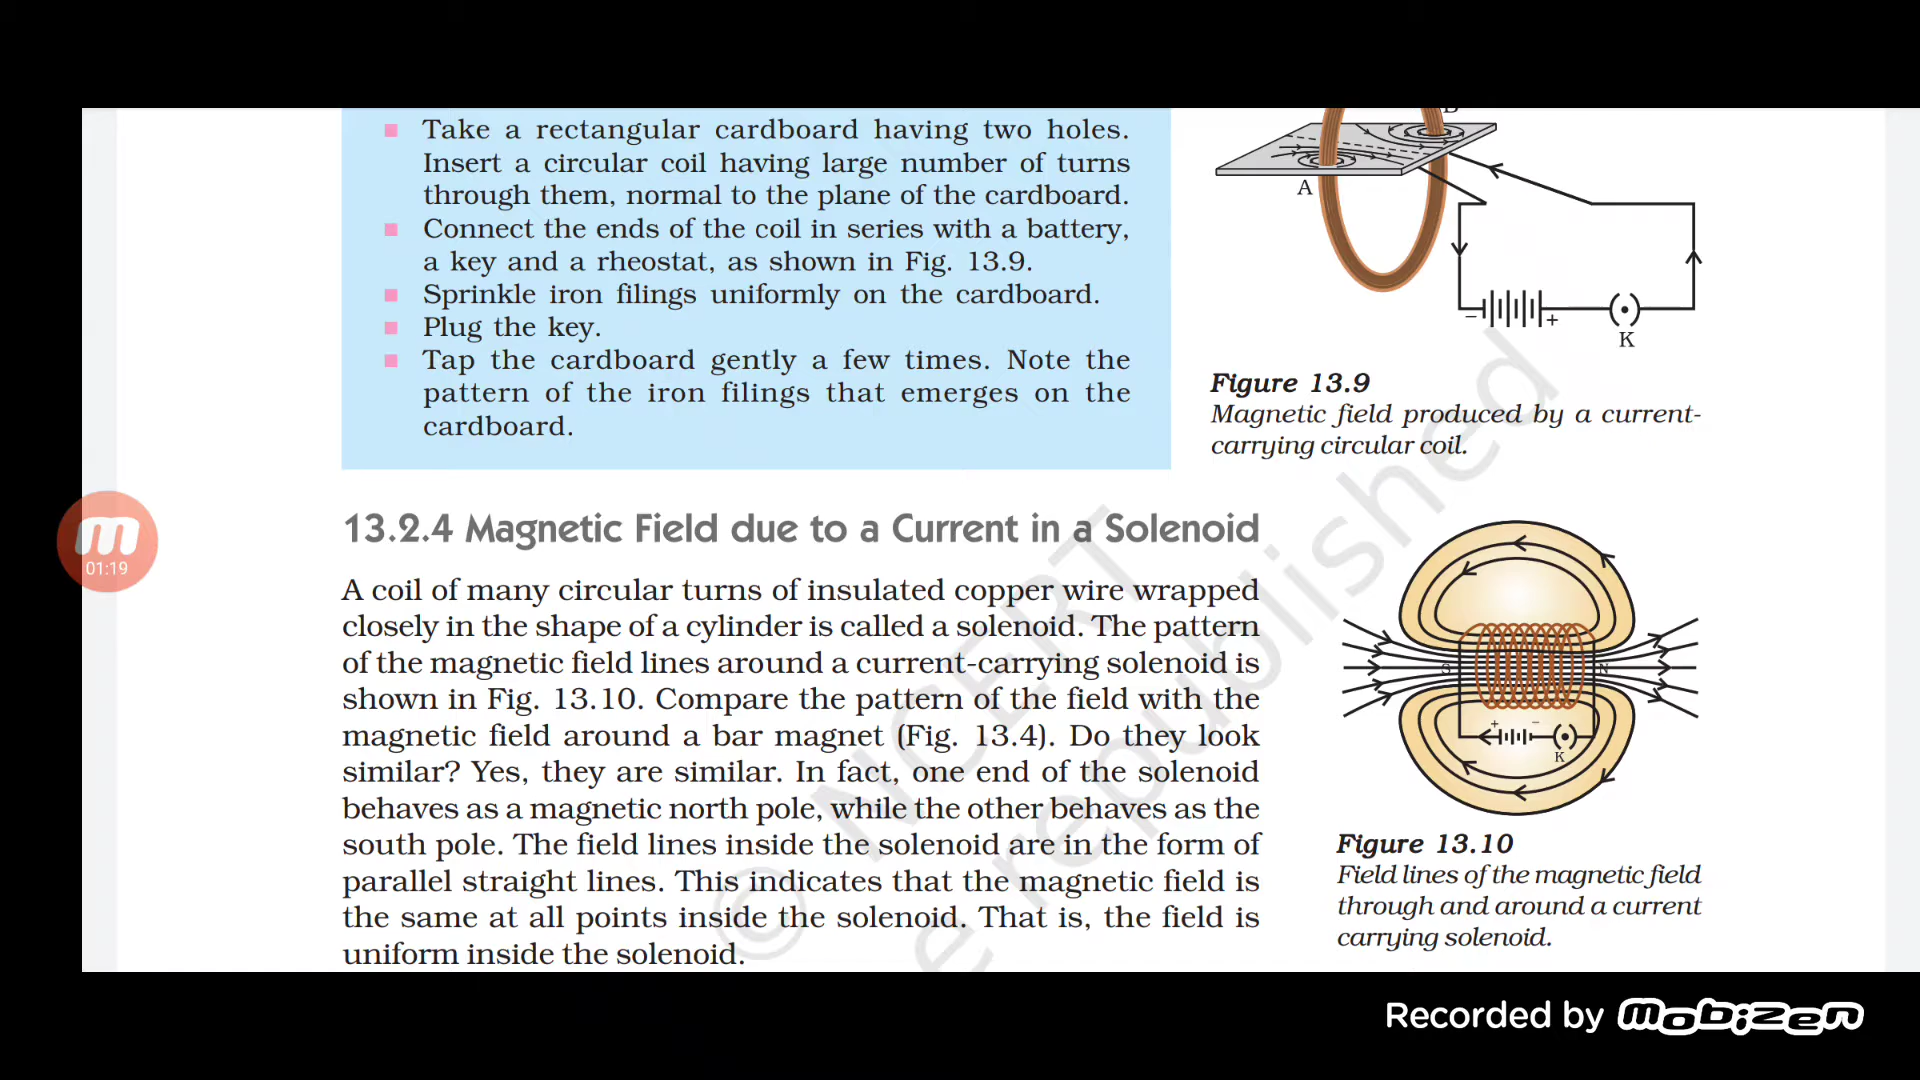 Take a rectangular cardboard having two holes.
Insert a circular coil having large number of turns
through them, normal to the plane of the cardboard.
Connect the ends of the coil in series with a battery,
a key and a rheostat, as shown in Fig. 13.9.
Sprinkle iron filings uniformly on the cardboard.
Plug the key.
Tap the cardboard gently a few times. Note the
pattern of the iron filings that emerges on the
cardboard.
A
– +
K
Figure 13.9
Magnetic field produced by a current-
carrying circular coil.
01:19
13.2.4 Magnetic Field due to a Current in a Solenoid
A coil of many circular turns of insulated copper wire wrapped
closely in the shape of a cylinder is called a solenoid. The pattern
of the magnetic field lines around a current-carrying solenoid is
shown in Fig. 13.10. Compare the pattern of the field with the
magnetic field around a bar magnet (Fig. 13.4). Do they look
similar? Yes, they are similar. In fact, one end of the solenoid
behaves as a magnetic north pole, while the other behaves as the
south pole. The field lines inside the solenoid are in the form of
parallel straight lines. This indicates that the magnetic field is
the same at all points inside the solenoid. That is, the field is
uniform inside the solenoid.
S N
+ –
K
Figure 13.10
Field lines of the magnetic field
through and around a current
carrying solenoid.
© NCERT
e republished
Recorded by mobizen